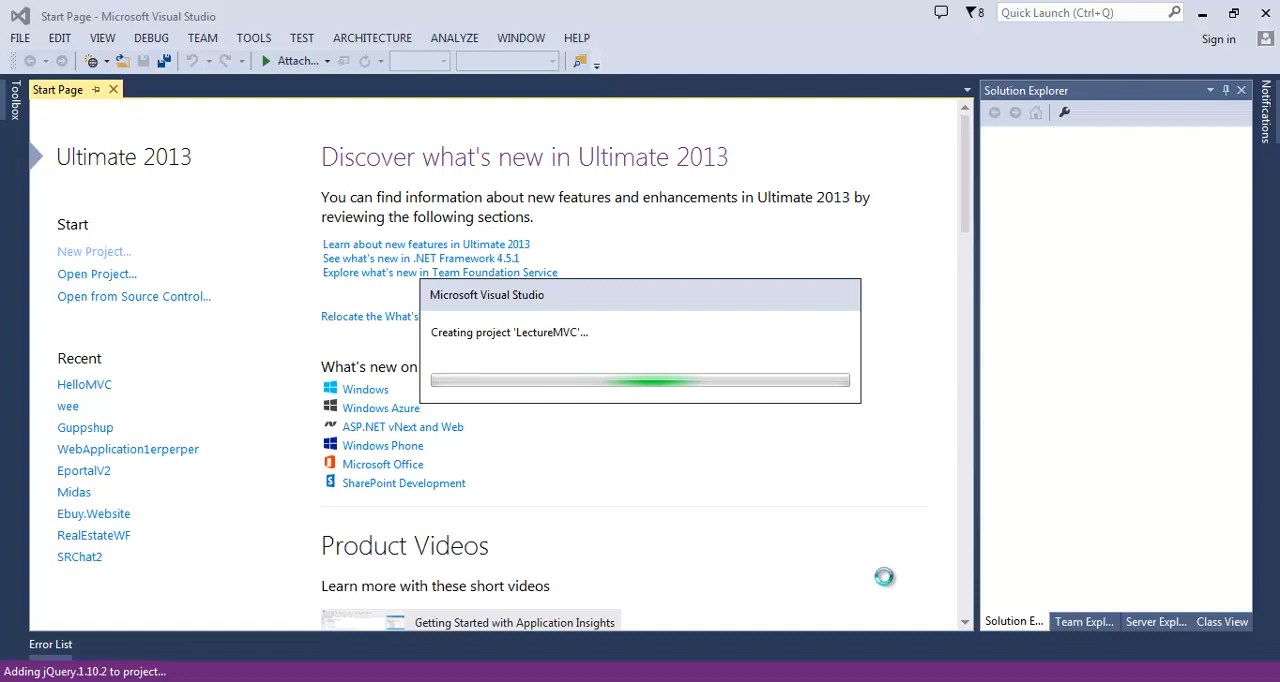 Start Page - Microsoft Visual Studio
8
Quick Launch (Ctrl+Q)
FILE EDIT VIEW DEBUG TEAM TOOLS TEST ARCHITECTURE ANALYZE WINDOW HELP
Sign in
Attach...
Toolbox
Start Page
Solution Explorer
Notifications
Ultimate 2013
Start
New Project...
Open Project...
Open from Source Control...
Recent
HelloMVC
wee
Guppshup
WebApplication1erperper
EportalV2
Midas
Ebuy.Website
RealEstateWF
SRChat2
Discover what's new in Ultimate 2013
You can find information about new features and enhancements in Ultimate 2013 by
reviewing the following sections.
Learn about new features in Ultimate 2013
See what's new in .NET Framework 4.5.1
Explore what's new in Team Foundation Service
Relocate the What's
What's new on
Windows
Windows Azure
ASP.NET vNext and Web
Windows Phone
Microsoft Office
SharePoint Development
Product Videos
Learn more with these short videos
Getting Started with Application Insights
Microsoft Visual Studio
Creating project 'LectureMVC'...
Solution E... Team Expl... Server Expl... Class View
Error List
Adding jQuery.1.10.2 to project...